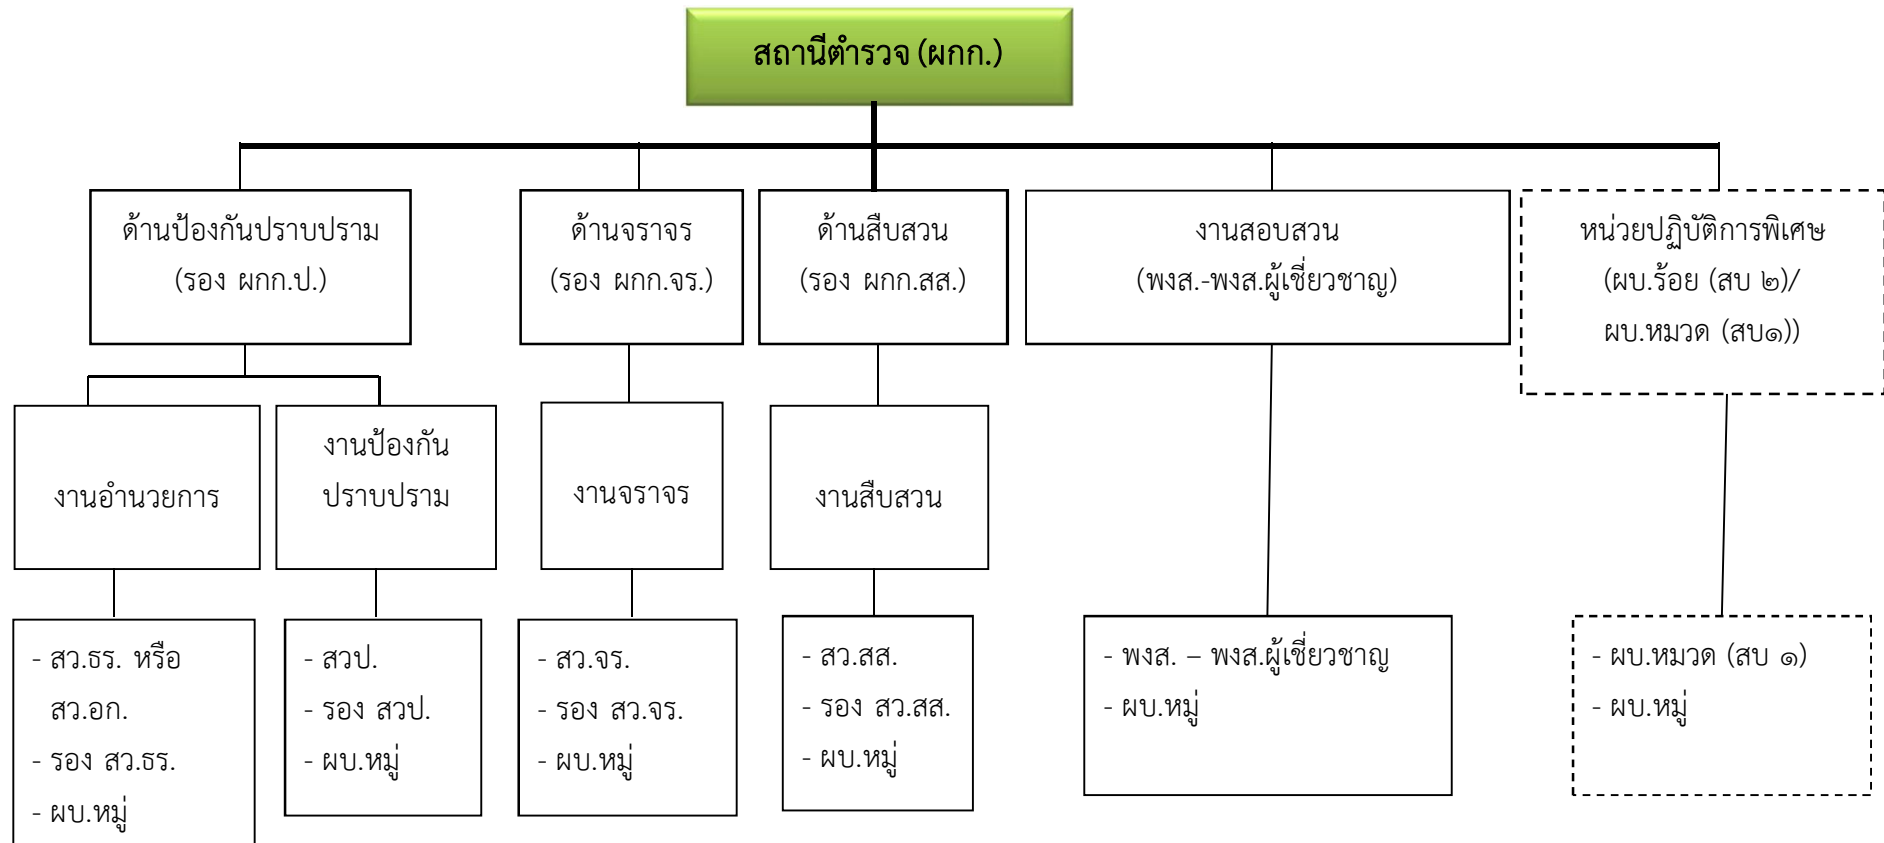 สถานีตำรวจ (ผกก.)
ด้านป้องกันปราบปราม
(รอง ผกก.ป.)
ด้านจราจร
(รอง ผกก.จร.)
ด้านสืบสวน
(รอง ผกก.สส.)
งานสอบสวน
(พงส.-พงส.ผู้เชี่ยวชาญ)
หน่วยปฏิบัติการพิเศษ
(ผบ.ร้อย (สบ ๒)/
ผบ.หมวด (สบ๑))
งานอำนวยการ
งานป้องกัน
ปราบปราม
งานจราจร
งานสืบสวน
- สว.ธร. หรือ
สว.อก.
- รอง สว.ธร.
- ผบ.หมู่
- สวป.
- รอง สวป.
- ผบ.หมู่
- สว.จร.
- รอง สว.จร.
- ผบ.หมู่
- สว.สส.
- รอง สว.สส.
- ผบ.หมู่
- พงส. – พงส.ผู้เชี่ยวชาญ
- ผบ.หมู่
- ผบ.หมวด (สบ ๑)
- ผบ.หมู่